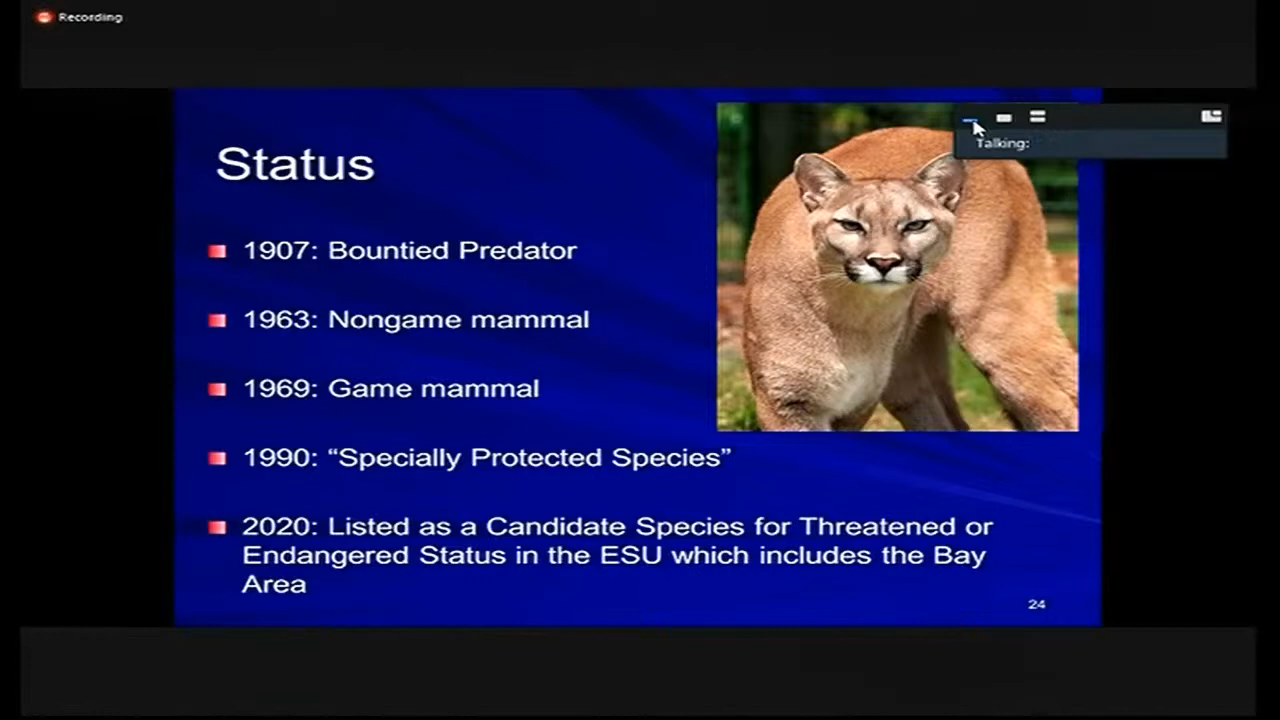 Recording
Talking:
Status
1907: Bountied Predator
1963: Nongame mammal
1969: Game mammal
1990: “Specially Protected Species”
2020: Listed as a Candidate Species for Threatened or
Endangered Status in the ESU which includes the Bay
Area
24